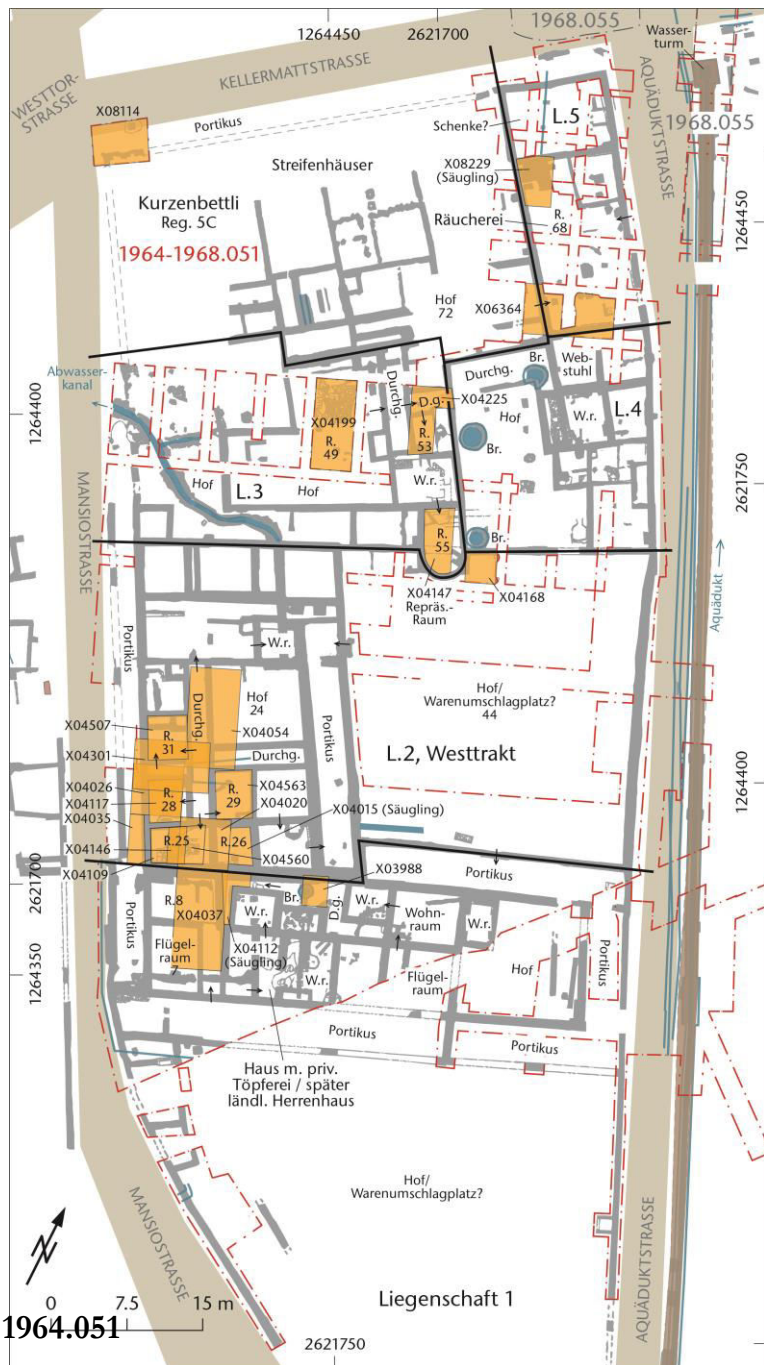 1264450
2621700
1968.055
Wasser-
turm
WESTTOR-
STRASSE
KELLERMATTSTRASSE
AQUÄDUKTSTRASSE
X08114
Portikus
Schenke?
L.5
1968.055
Streifenhäuser
X08229
(Säugling)
Kurzenbettli
Reg. 5C
1964-1968.051
Räucherei
R.
68
1264450
Hof
72
X06364
Abwasser-
kanal
Durchg.
Durchg.
Br.
Web-
stuhl
1264400
D.g.
X04225
Hof
W.r.
L.4
X04199
R.
49
R.
53
Br.
MANSIOSTRASSE
Hof
L.3
Hof
W.r.
2621750
R.
55
Br.
X04147
Repräs.-
Raum
X04168
Aquädukt
Portikus
W.r.
Hof
24
Durchg.
Portikus
Hof/
Warenumschlagplatz?
44
X04507
R.
31
X04054
X04301
Durchg.
L.2, Westtrakt
X04026
X04117
X04035
R.
28
R.
29
X04563
X04020
1264400
X04015 (Säugling)
X04146
R.25
R.26
X04560
X04109
2621700
Portikus
X03988
R.8
X04037
Br.
D.g.
W.r.
W.r.
Wohn-
raum
W.r.
Portikus
Flügel-
raum
7
X04112
(Säugling)
W.r.
Flügel-
raum
Hof
Portikus
1264350
Portikus
Portikus
Haus m. priv.
Töpferei / später
ländl. Herrenhaus
Hof/
Warenumschlagplatz?
MANSIOSTRASSE
AQUÄDUKTSTRASSE
N
0 7.5 15 m
Liegenschaft 1
1964.051
2621750